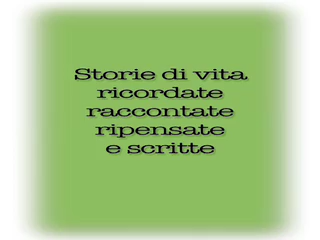 Storie di vita
ricordate
raccontate
ripensate
e scritte